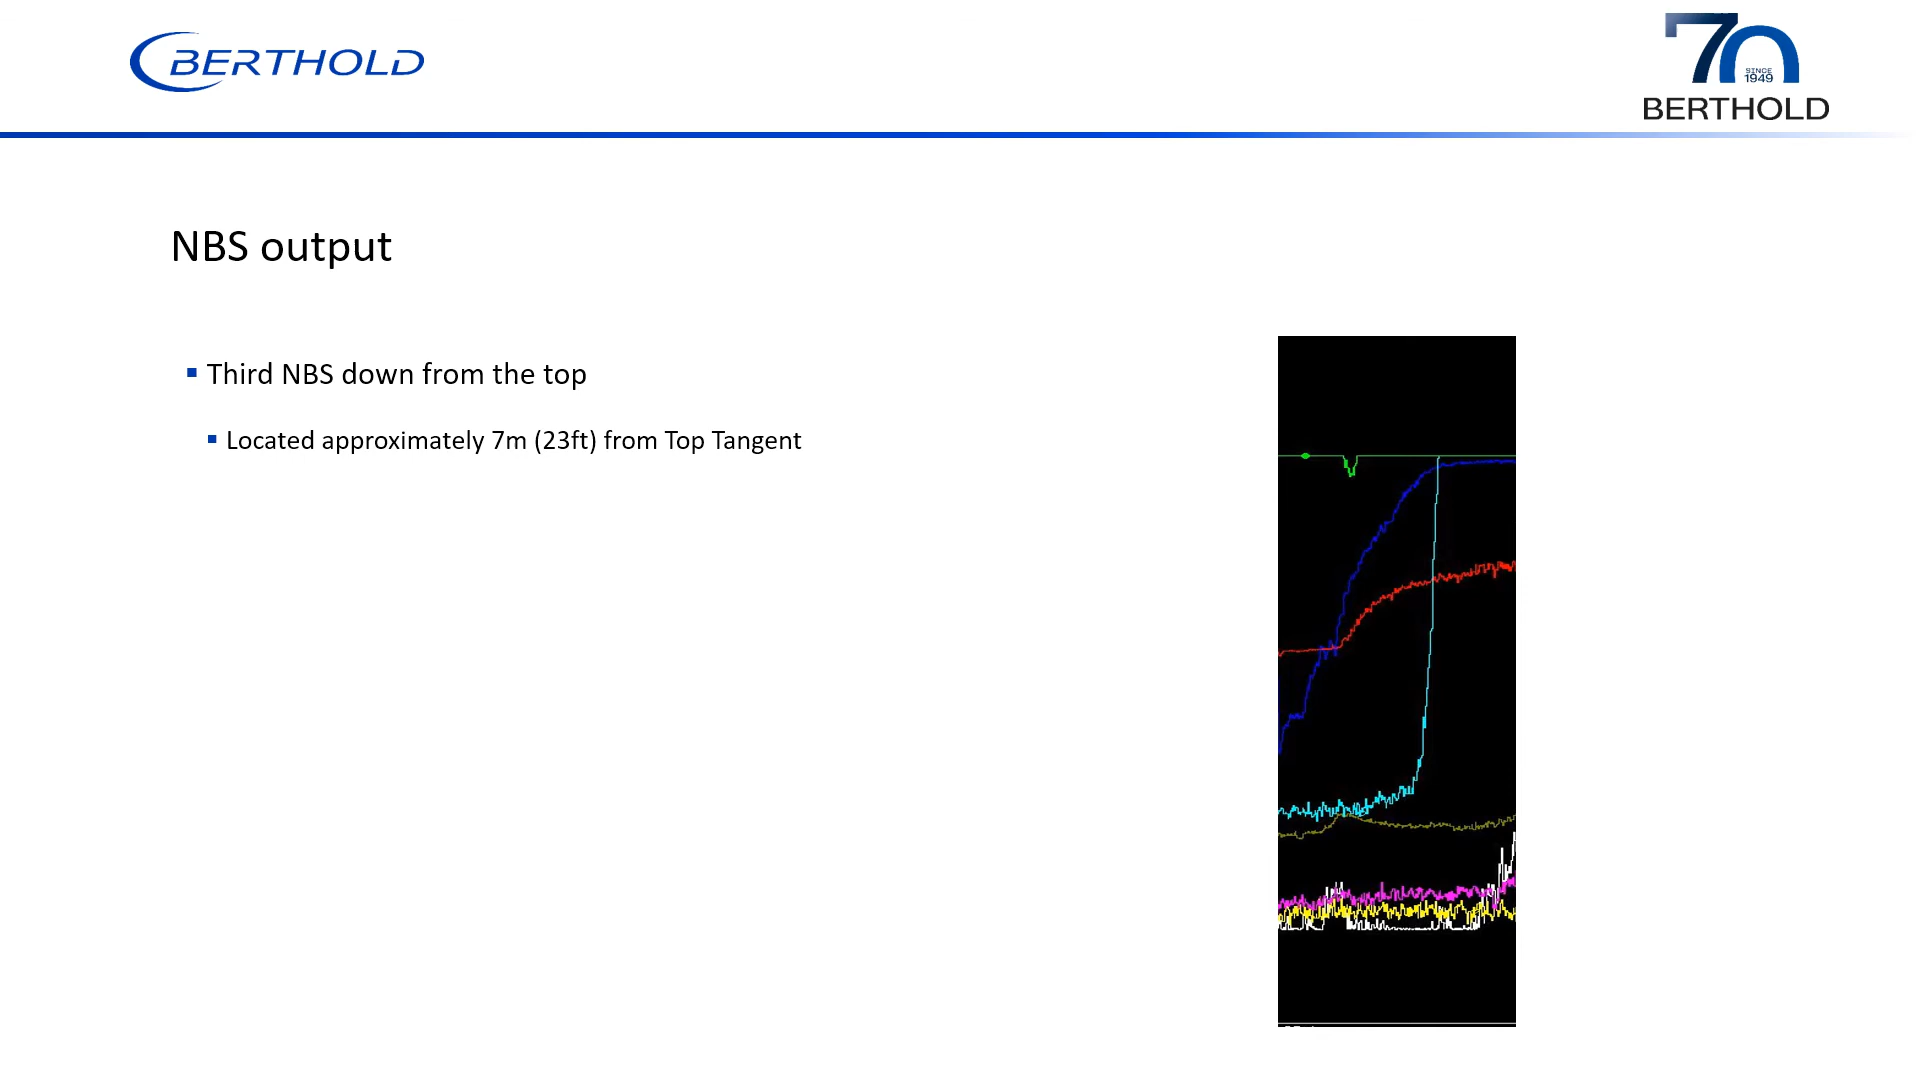 BERTHOLD
70
SINCE
1949
BERTHOLD
NBS output
Third NBS down from the top
Located approximately 7m (23ft) from Top Tangent